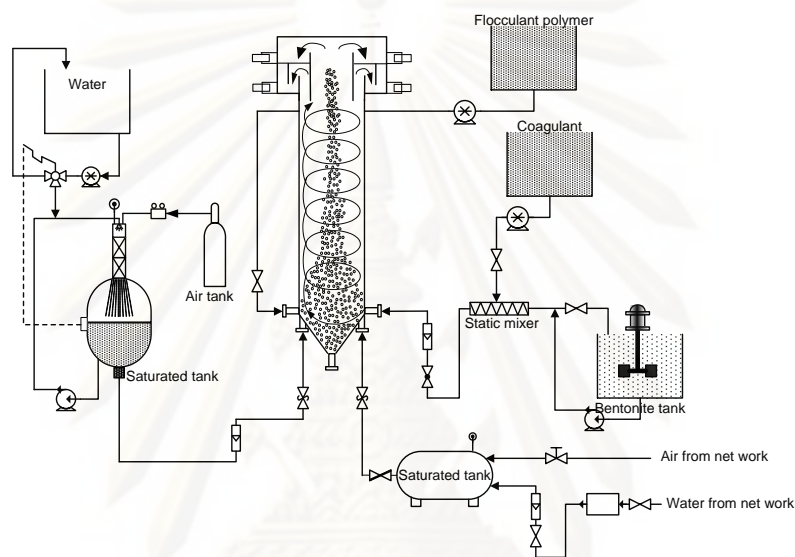 Flocculant polymer
Water
Coagulant
Air tank
Static mixer
Saturated tank
Bentonite tank
Air from net work
Saturated tank
Water from net work